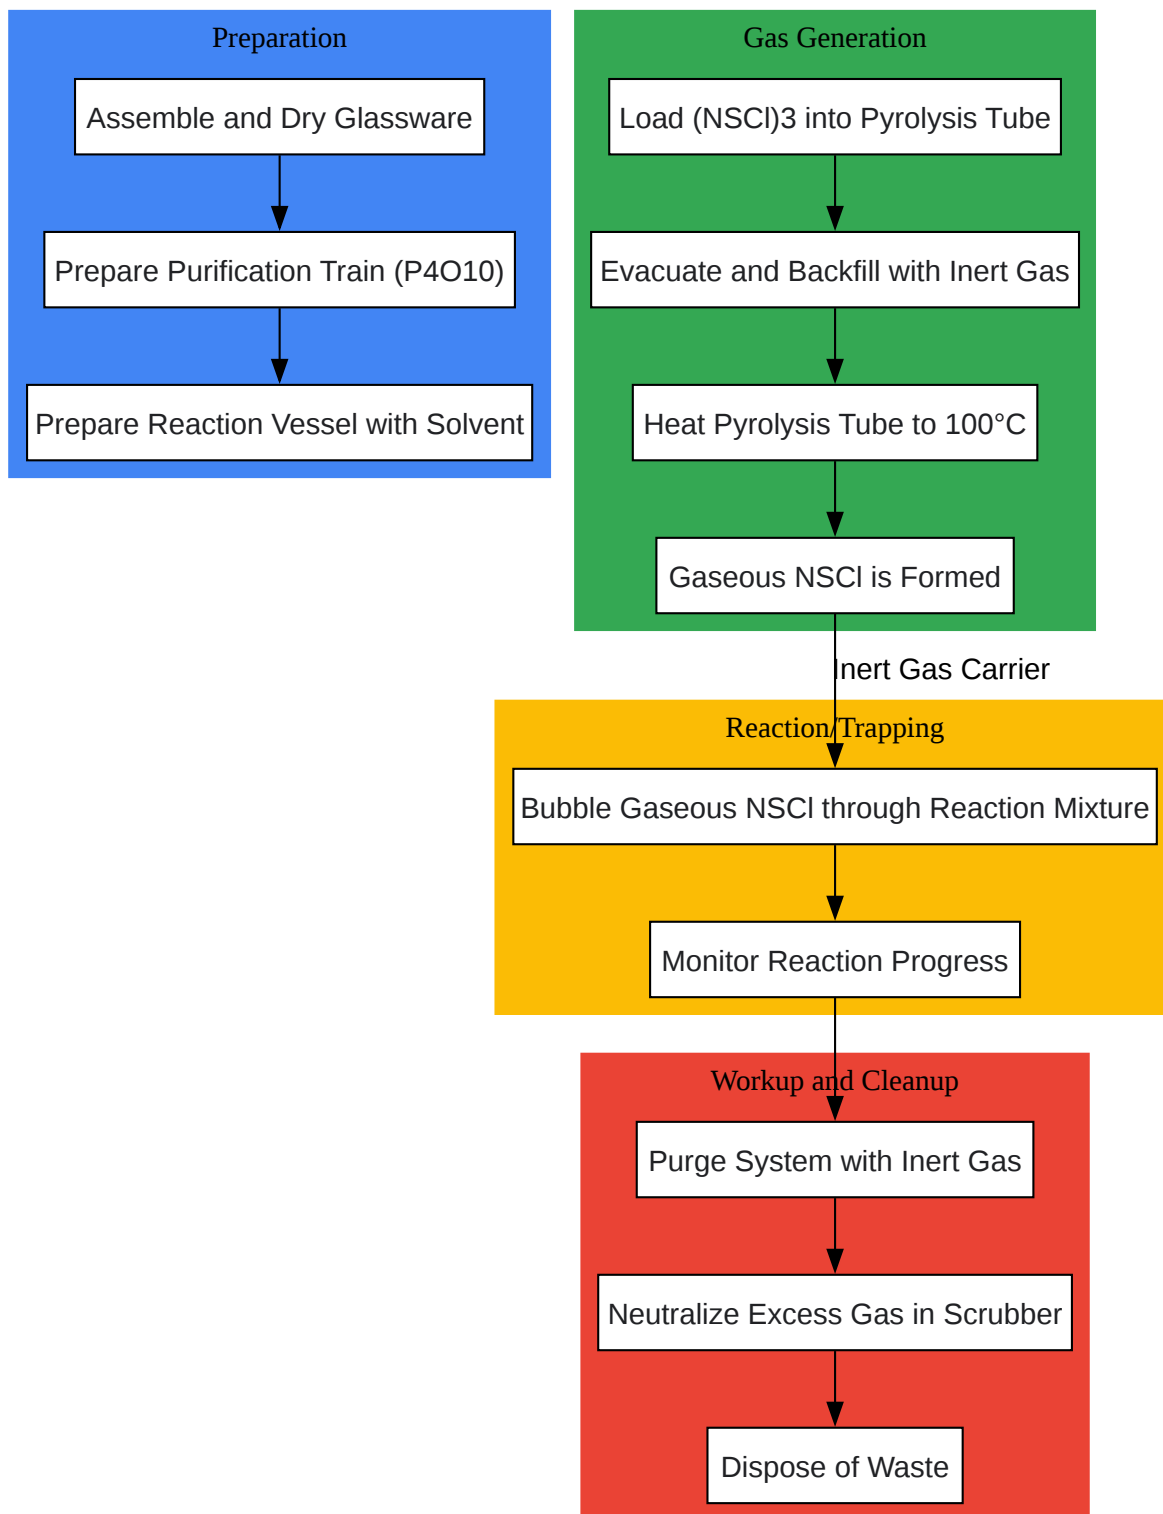 Preparation
Assemble and Dry Glassware
Prepare Purification Train (P4O10)
Prepare Reaction Vessel with Solvent
Gas Generation
Load (NSCl)3 into Pyrolysis Tube
Evacuate and Backfill with Inert Gas
Heat Pyrolysis Tube to 100°C
Gaseous NSCl is Formed
Inert Gas Carrier
Reaction/Trapping
Bubble Gaseous NSCl through Reaction Mixture
Monitor Reaction Progress
Workup and Cleanup
Purge System with Inert Gas
Neutralize Excess Gas in Scrubber
Dispose of Waste